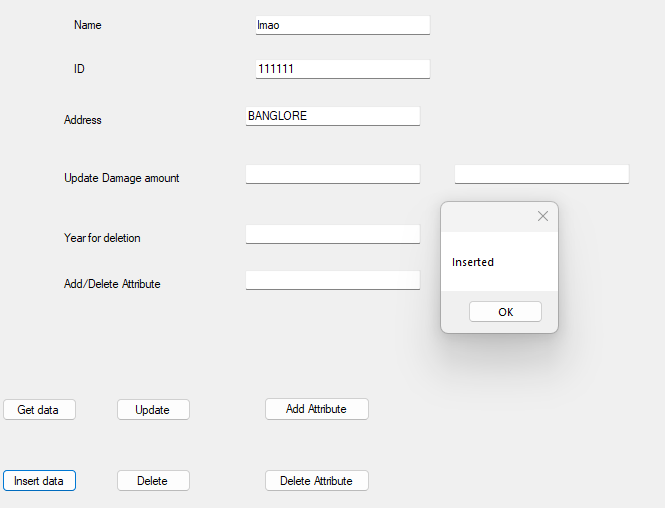 Name lmao
ID 111111
Address BANGLORE
Update Damage amount
Year for deletion
Inserted
Add/Delete Attribute
OK
Get data Update Add Attribute
Insert data Delete Delete Attribute